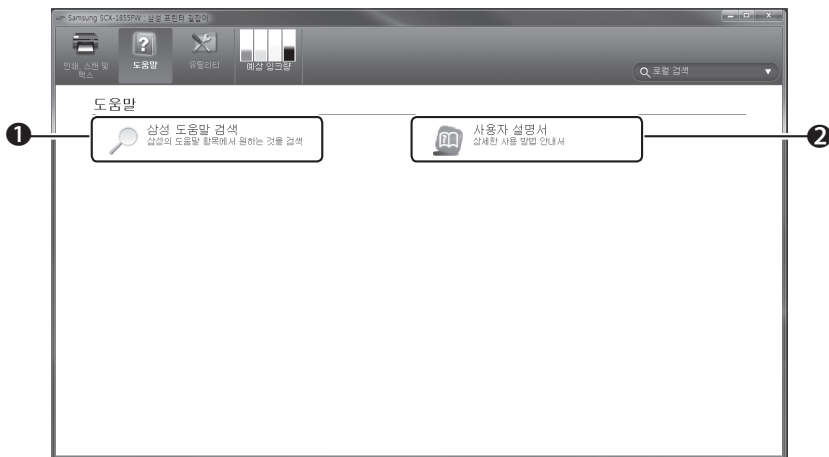 Samsung SCX-1855FW : 삼성 프린터 길잡이
인쇄, 스캔 및 팩스
도움말
유틸리티
예상 잉크량
로컬 검색
도움말
❶
삼성 도움말 검색
삼성의 도움말 항목에서 원하는 것을 검색
사용자 설명서
상세한 사용 방법 안내서
❷